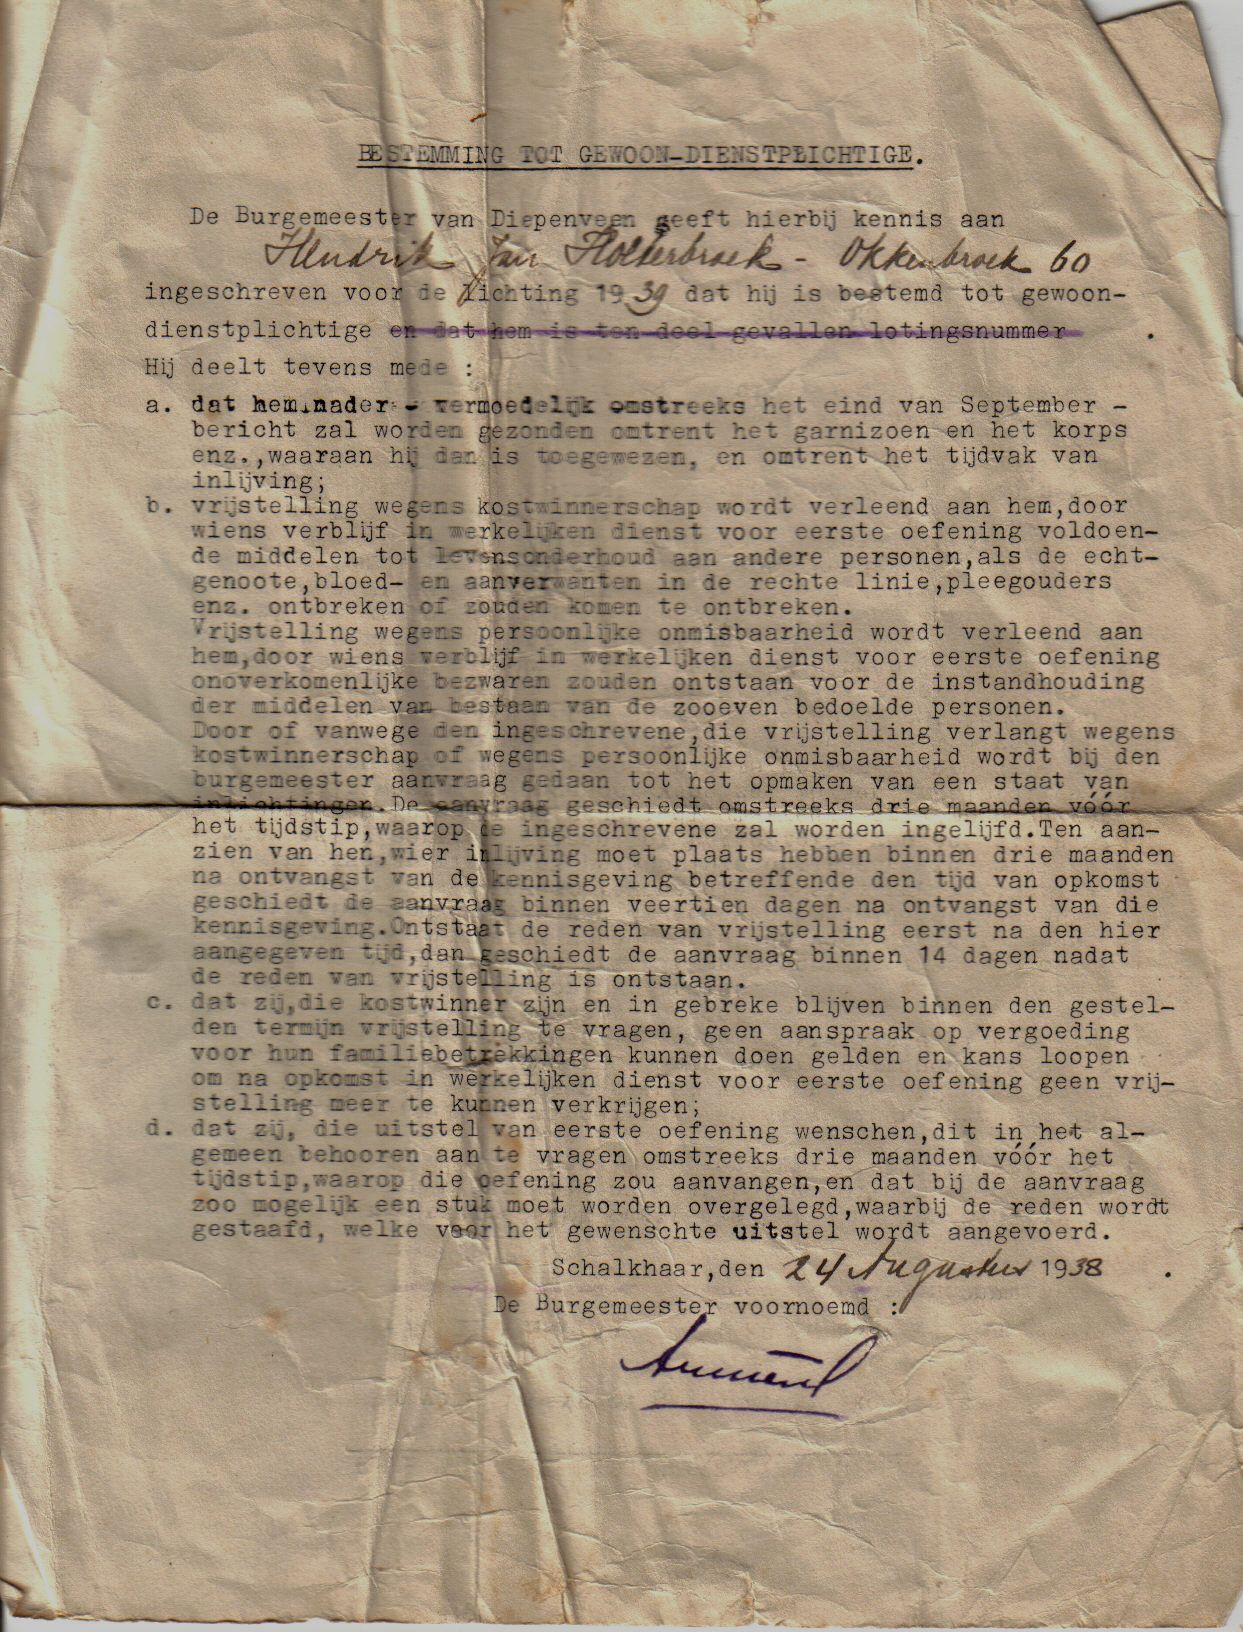 BESTEMMING TOT GEWOON-DIENSTPLICHTIGE.
De Burgemeester van Diepenveen geeft hierbij kennis aan
Hendrik Jan Holterbroek - Okkenbroek 60
ingeschreven voor de lichting 1939 dat hij is bestemd tot gewoon-
dienstplichtige en dat hem is ten deel gevallen lotingsnummer .
Hij deelt tevens mede :
a. dat hem nader - vermoedelijk omstreeks het eind van September -
bericht zal worden gezonden omtrent het garnizoen en het korps
enz.,waaraan hij dan is toegewezen, en omtrent het tijdvak van
inlijving;
b. vrijstelling wegens kostwinnerschap wordt verleend aan hem,door
wiens verblijf in werkelijken dienst voor eerste oefening voldoen-
de middelen tot levensonderhoud aan andere personen,als de echt-
genoote,bloed- en aanverwanten in de rechte linie,pleegouders
enz. ontbreken of zouden komen te ontbreken.
Vrijstelling wegens persoonlijke onmisbaarheid wordt verleend aan
hem,door wiens verblijf in werkelijken dienst voor eerste oefening
onoverkomenlijke bezwaren zouden ontstaan voor de instandhouding
der middelen van bestaan van de zooeven bedoelde personen.
Door of vanwege den ingeschrevene,die vrijstelling verlangt wegens
kostwinnerschap of wegens persoonlijke onmisbaarheid wordt bij den
burgemeester aanvraag gedaan tot het opmaken van een staat ván
inlichtingen.De aanvraag geschiedt omstreeks drie maanden vóór
het tijdstip,waarop de ingeschrevene zal worden ingelijfd.Ten aan-
zien van hen,wier inlijving moet plaats hebben binnen drie maanden
na ontvangst van de kennisgeving betreffende den tijd van opkomst
geschiedt de aanvraag binnen veertien dagen na ontvangst van die
kennisgeving.Ontstaat de reden van vrijstelling eerst na den hier
aangegeven tijd,dan geschiedt de aanvraag binnen 14 dagen nadat
de reden van vrijstelling is ontstaan.
c. dat zij,die kostwinner zijn en in gebreke blijven binnen den gestel-
den termijn vrijstelling te vragen, geen aanspraak op vergoeding
voor hun familiebetrekkingen kunnen doen gelden en kans loopen
om na opkomst in werkelijken dienst voor eerste oefening geen vrij-
stelling meer te kunnen verkrijgen;
d. dat zij, die uitstel van eerste oefening wenschen,dit in het al-
gemeen behooren aan te vragen omstreeks drie maanden vóór het
tijdstip,waarop die oefening zou aanvangen,en dat bij de aanvraag
zoo mogelijk een stuk moet worden overgelegd,waarbij de reden wordt
gestaafd, welke voor het gewenschte uitstel wordt aangevoerd.
Schalkhaar,den 24 Augustus 1938 .
De Burgemeester voornoemd :